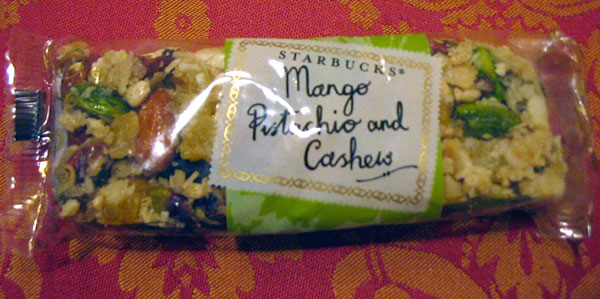 STARBUCKS®
Mango
Pistachio and
Cashew